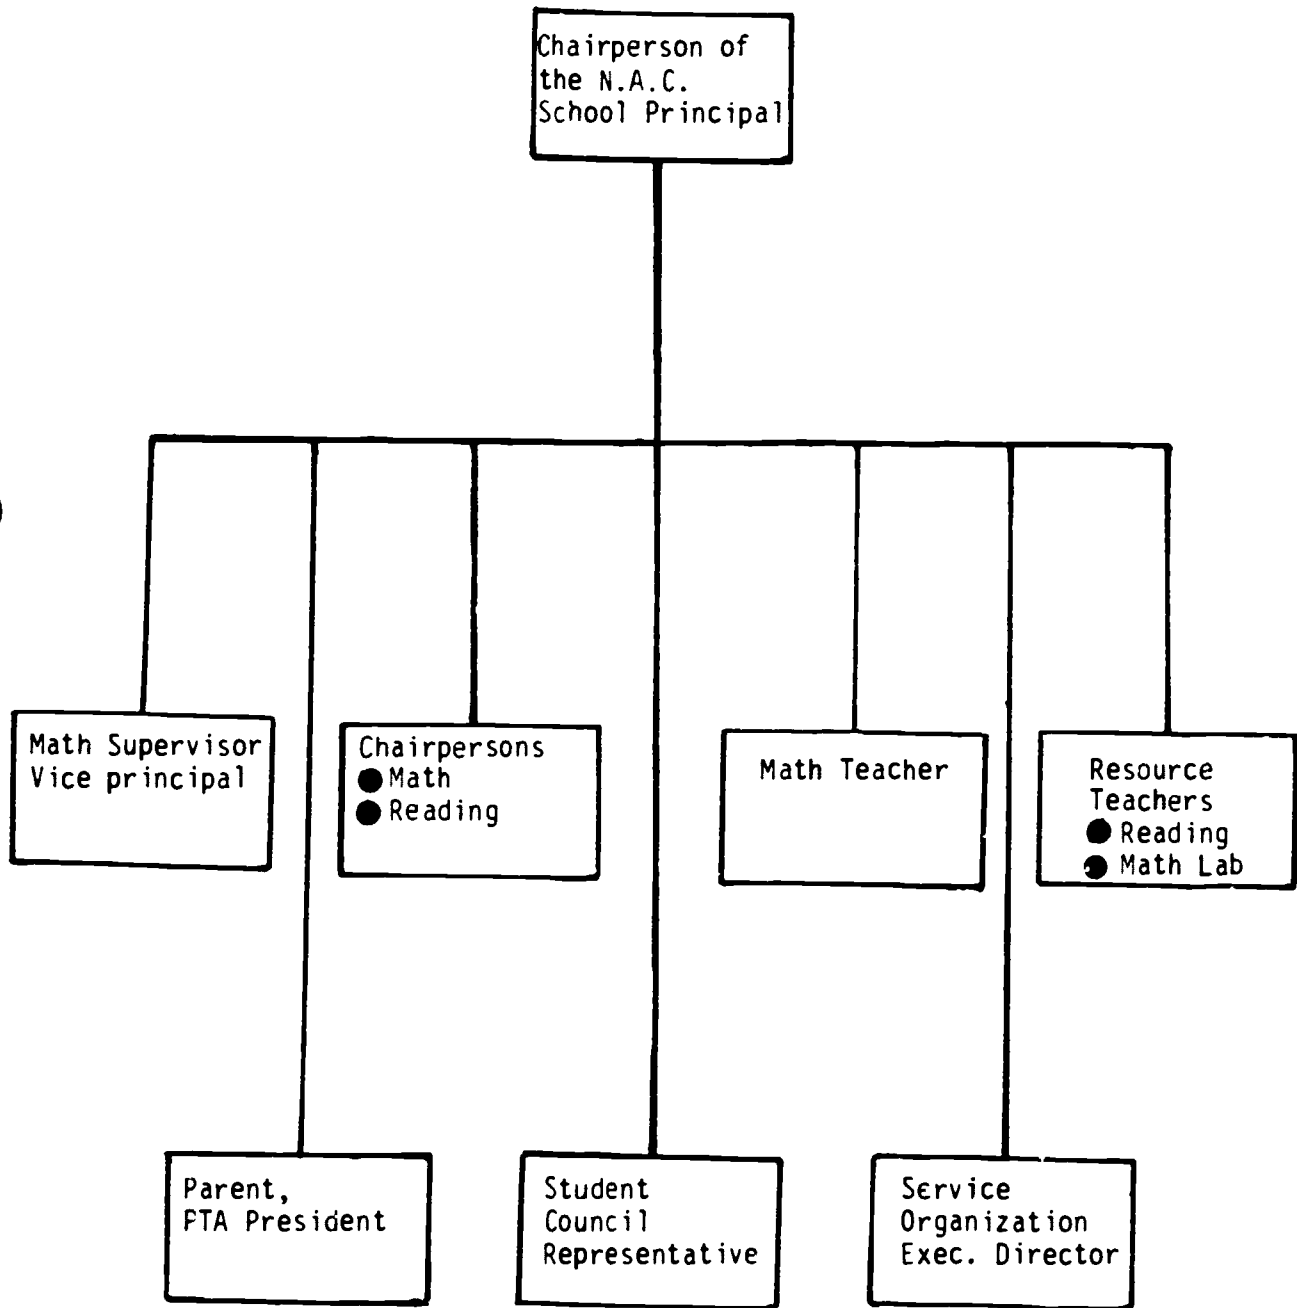 Chairperson of
the N.A.C.
School Principal
Math Supervisor
Vice principal
Chairpersons
● Math
● Reading
Math Teacher
Resource
Teachers
● Reading
● Math Lab
Parent,
PTA President
Student
Council
Representative
Service
Organization
Exec. Director